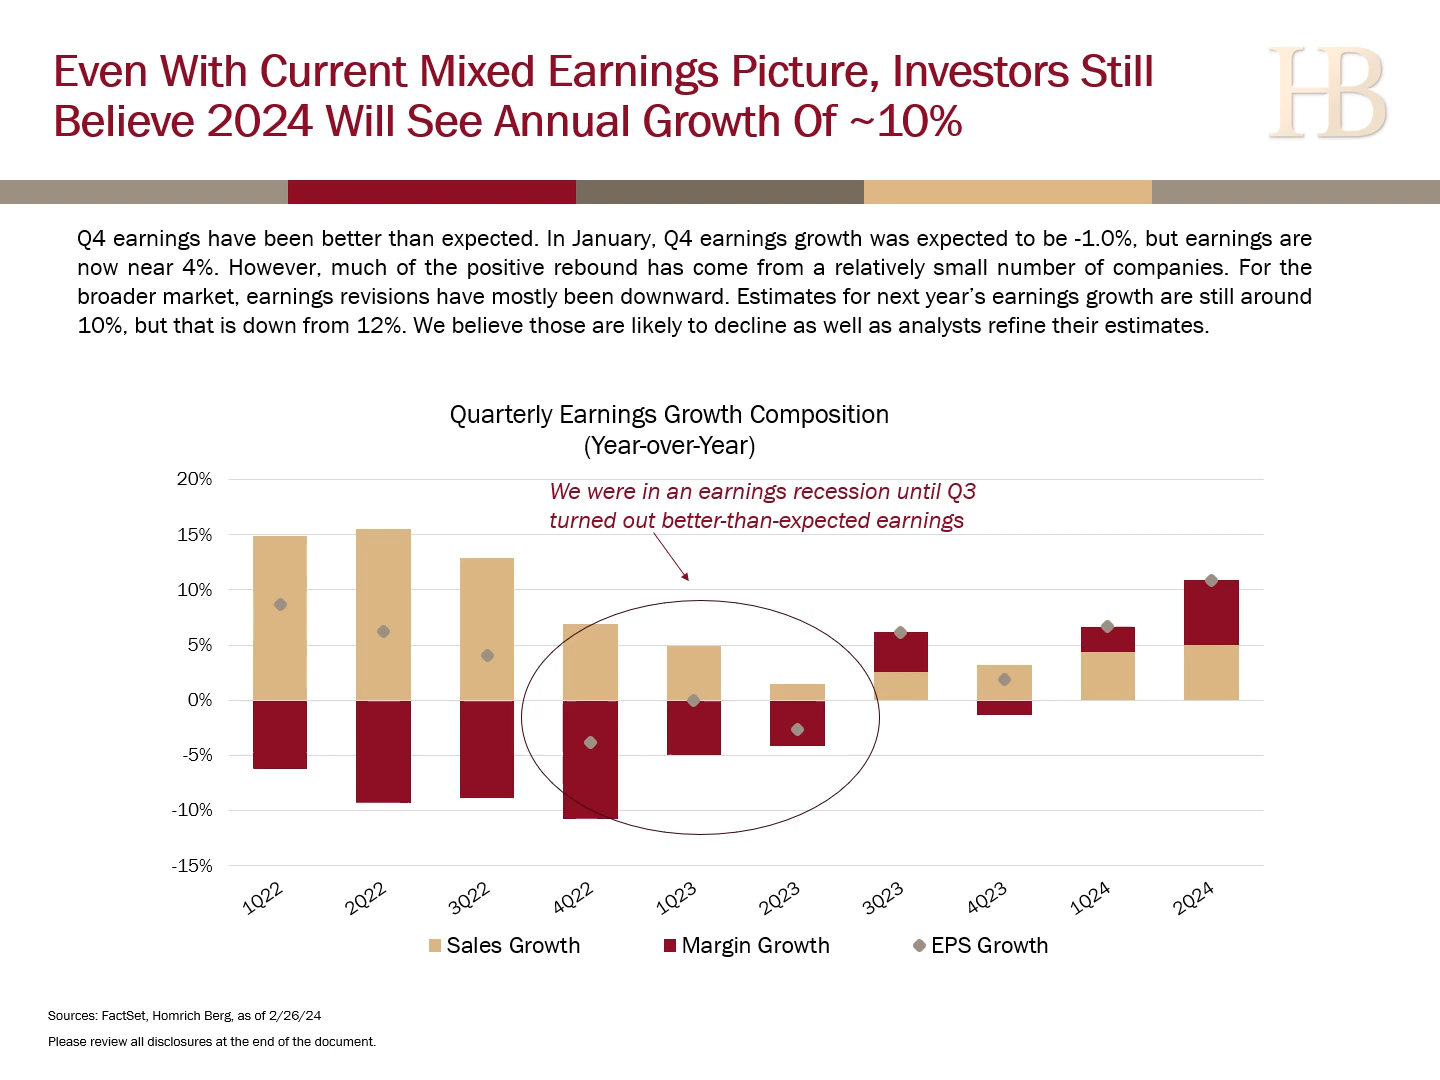 Even With Current Mixed Earnings Picture, Investors Still
Believe 2024 Will See Annual Growth Of ~10%
HB
Q4 earnings have been better than expected. In January, Q4 earnings growth was expected to be -1.0%, but earnings are
now near 4%. However, much of the positive rebound has come from a relatively small number of companies. For the
broader market, earnings revisions have mostly been downward. Estimates for next year’s earnings growth are still around
10%, but that is down from 12%. We believe those are likely to decline as well as analysts refine their estimates.
Quarterly Earnings Growth Composition
(Year-over-Year)
We were in an earnings recession until Q3
turned out better-than-expected earnings
20%
15%
10%
5%
0%
-5%
-10%
-15%
1Q22
2Q22
3Q22
4Q22
1Q23
2Q23
3Q23
4Q23
1Q24
2Q24
Sales Growth
Margin Growth
EPS Growth
Sources: FactSet, Homrich Berg, as of 2/26/24
Please review all disclosures at the end of the document.